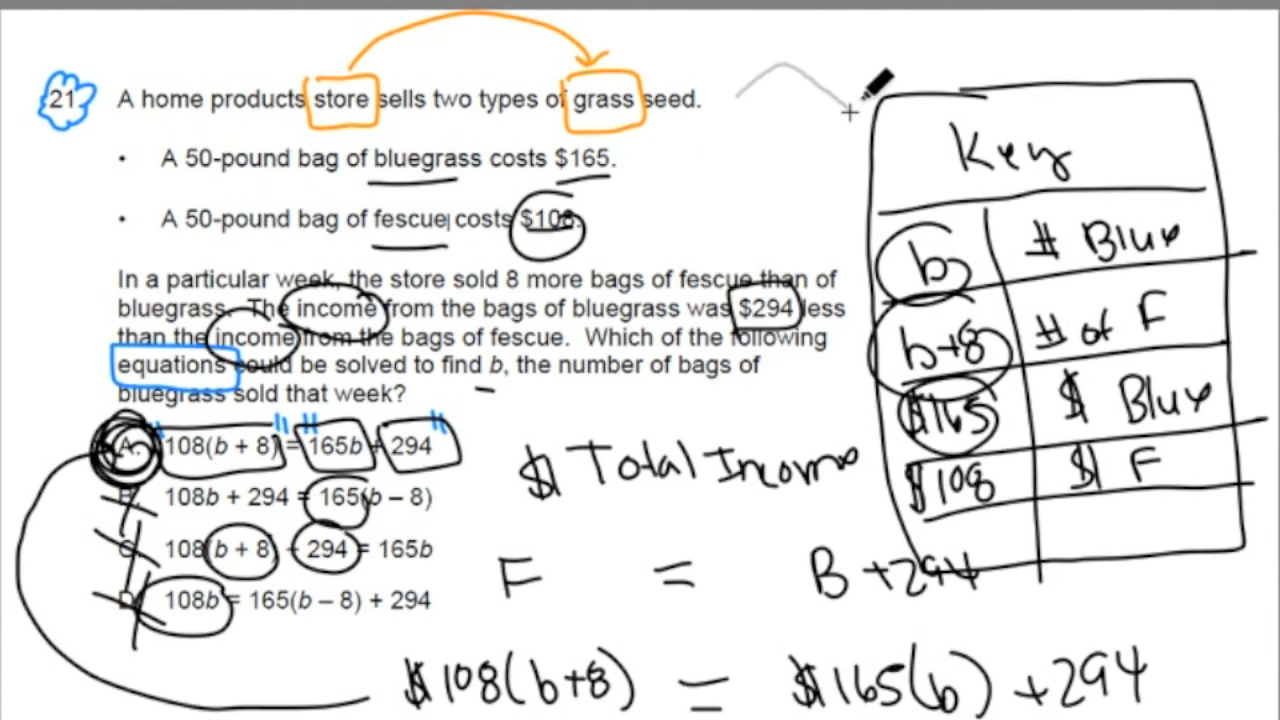 21 A home products store sells two types of grass seed.
• A 50-pound bag of bluegrass costs $165.
• A 50-pound bag of fescue costs $108.
In a particular week, the store sold 8 more bags of fescue than of
bluegrass. The income from the bags of bluegrass was $294 less
than the income from the bags of fescue. Which of the following
equations could be solved to find b, the number of bags of
bluegrass sold that week?
A. 108(b + 8) = 165b + 294
B. 108b + 294 = 165(b – 8)
C. 108(b + 8) + 294 = 165b
D. 108b = 165(b – 8) + 294
Key
b # Blue
b+8 # of F
$165 $ Blue
$108 $ F
$ Total Income
F = B + 294
$108(b+8) = $165(b) + 294